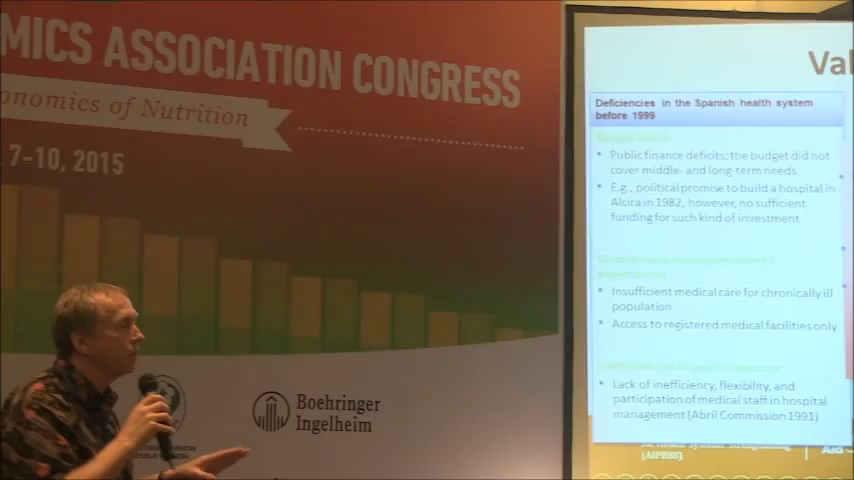 MICS ASSOCIATION CONGRESS
onomics of Nutrition
7-10, 2015
Boehringer
Ingelheim
Val
Deficiencies in the Spanish health system
before 1999
• Public finance deficits; the budget did not
cover middle- and long-term needs
• E.g., political promise to build a hospital in
Alcira in 1982, however, no sufficient
funding for such kind of investment
• Insufficient medical care for chronically ill
population
• Access to registered medical facilities only
• Lack of inefficiency, flexibility, and
participation of medical staff in hospital
management (Abril Commission 1991)
(AIPHSS)